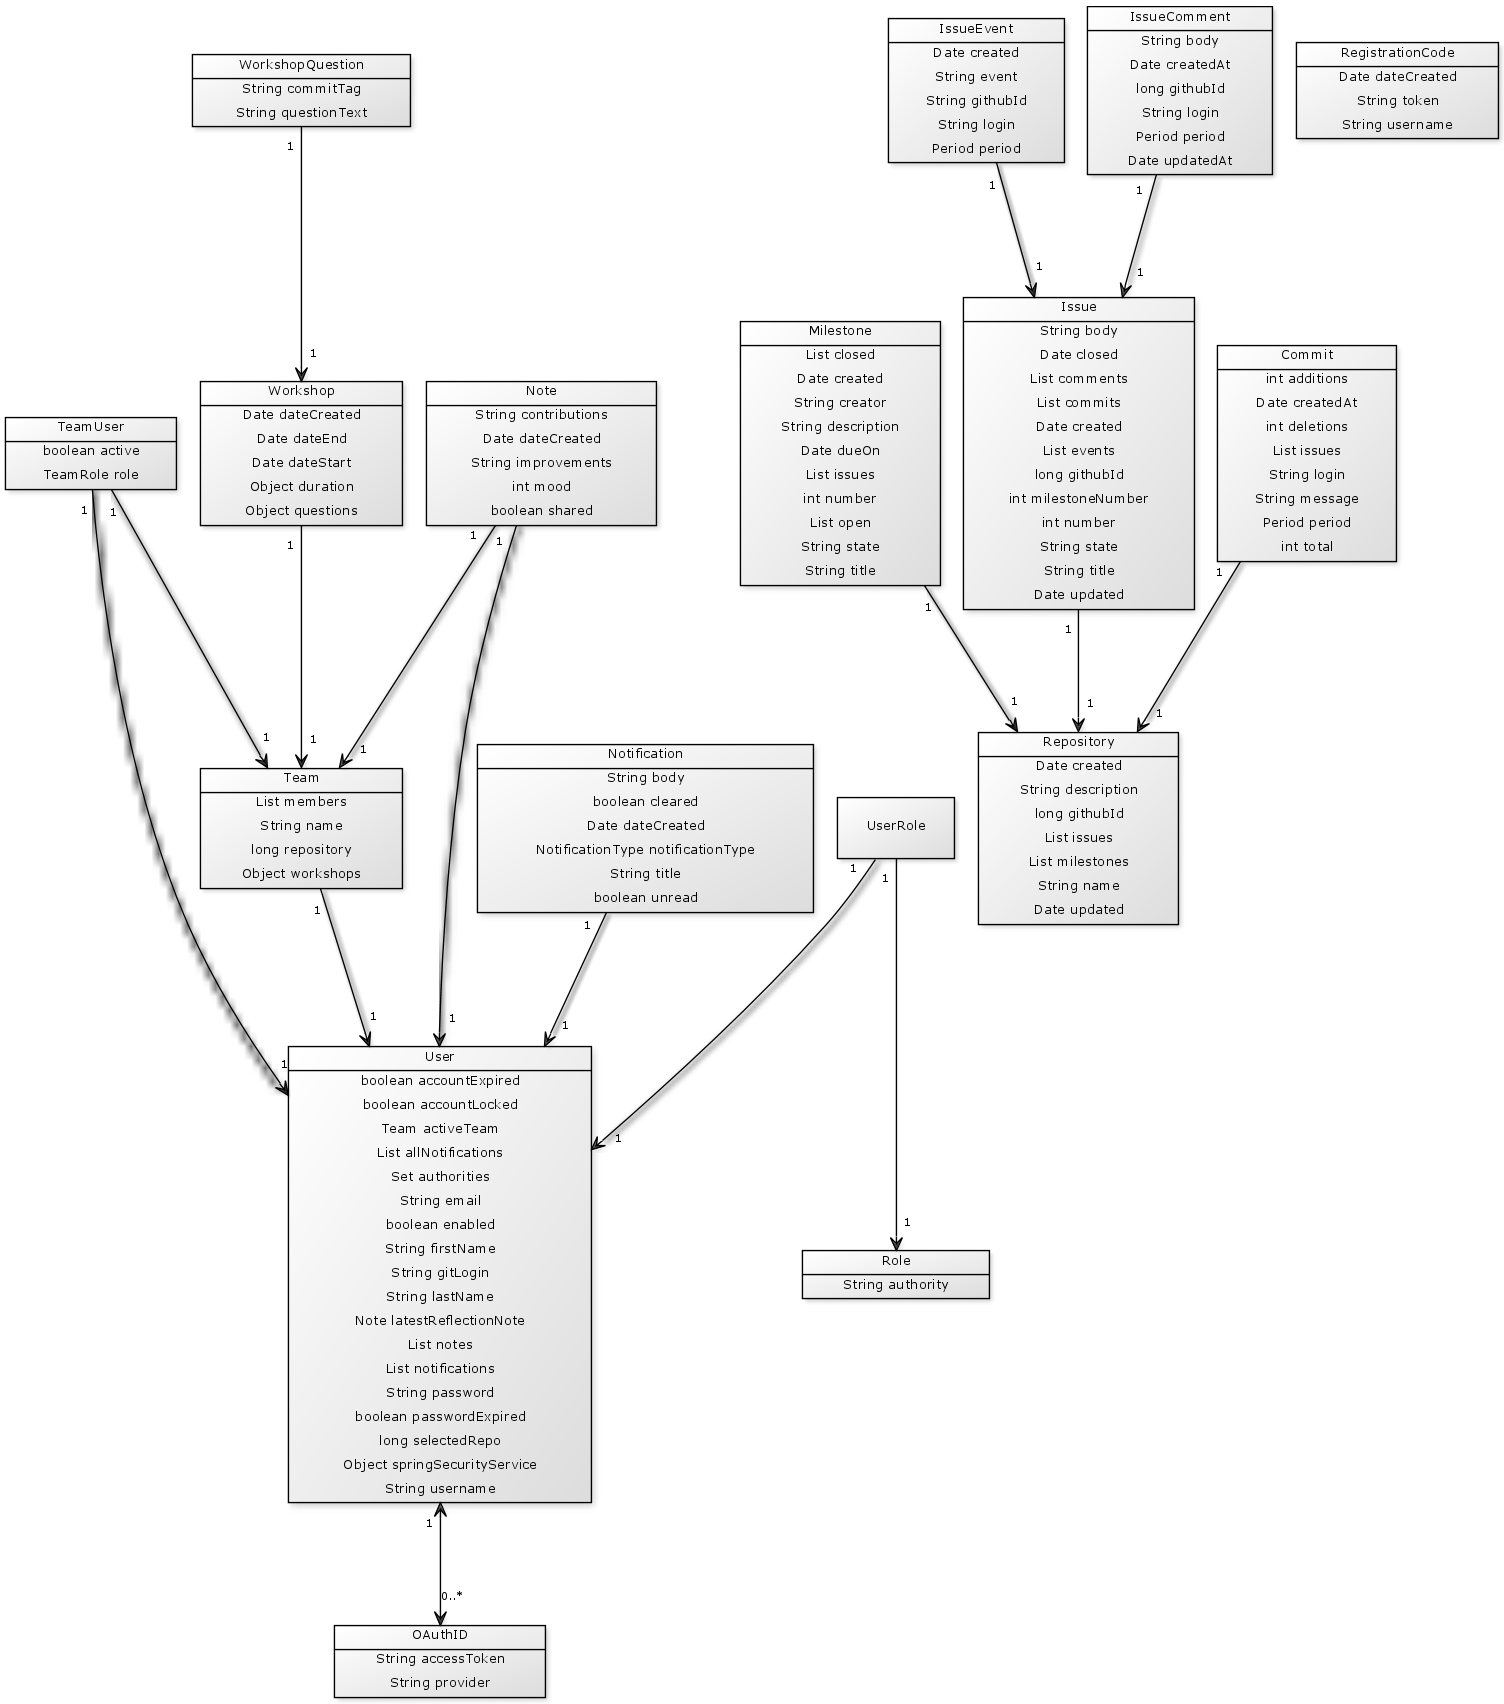 WorkshopQuestion
String commitTag
String questionText
1
1
IssueEvent
Date created
String event
String githubId
String login
Period period
1
1
IssueComment
String body
Date createdAt
long githubId
String login
Period period
Date updatedAt
1
1
RegistrationCode
Date dateCreated
String token
String username
TeamUser
boolean active
TeamRole role
1
1
Workshop
Date dateCreated
Date dateEnd
Date dateStart
Object duration
Object questions
1
Note
String contributions
Date dateCreated
String improvements
int mood
boolean shared
1
1
Milestone
List closed
Date created
String creator
String description
Date dueOn
List issues
int number
List open
String state
String title
1
Issue
String body
Date closed
List comments
List commits
Date created
List events
long githubId
int milestoneNumber
int number
String state
String title
Date updated
1
Commit
int additions
Date createdAt
int deletions
List issues
String login
String message
Period period
int total
1
1
1
1
1
1
1
Team
List members
String name
long repository
Object workshops
1
Notification
String body
boolean cleared
Date dateCreated
NotificationType notificationType
String title
boolean unread
1
UserRole
1
1
Repository
Date created
String description
long githubId
List issues
List milestones
String name
Date updated
1
1
1
1
1
User
boolean accountExpired
boolean accountLocked
Team activeTeam
List allNotifications
Set authorities
String email
boolean enabled
String firstName
String gitLogin
String lastName
Note latestReflectionNote
List notes
List notifications
String password
boolean passwordExpired
long selectedRepo
Object springSecurityService
String username
1
Role
String authority
1
0..*
OAuthID
String accessToken
String provider